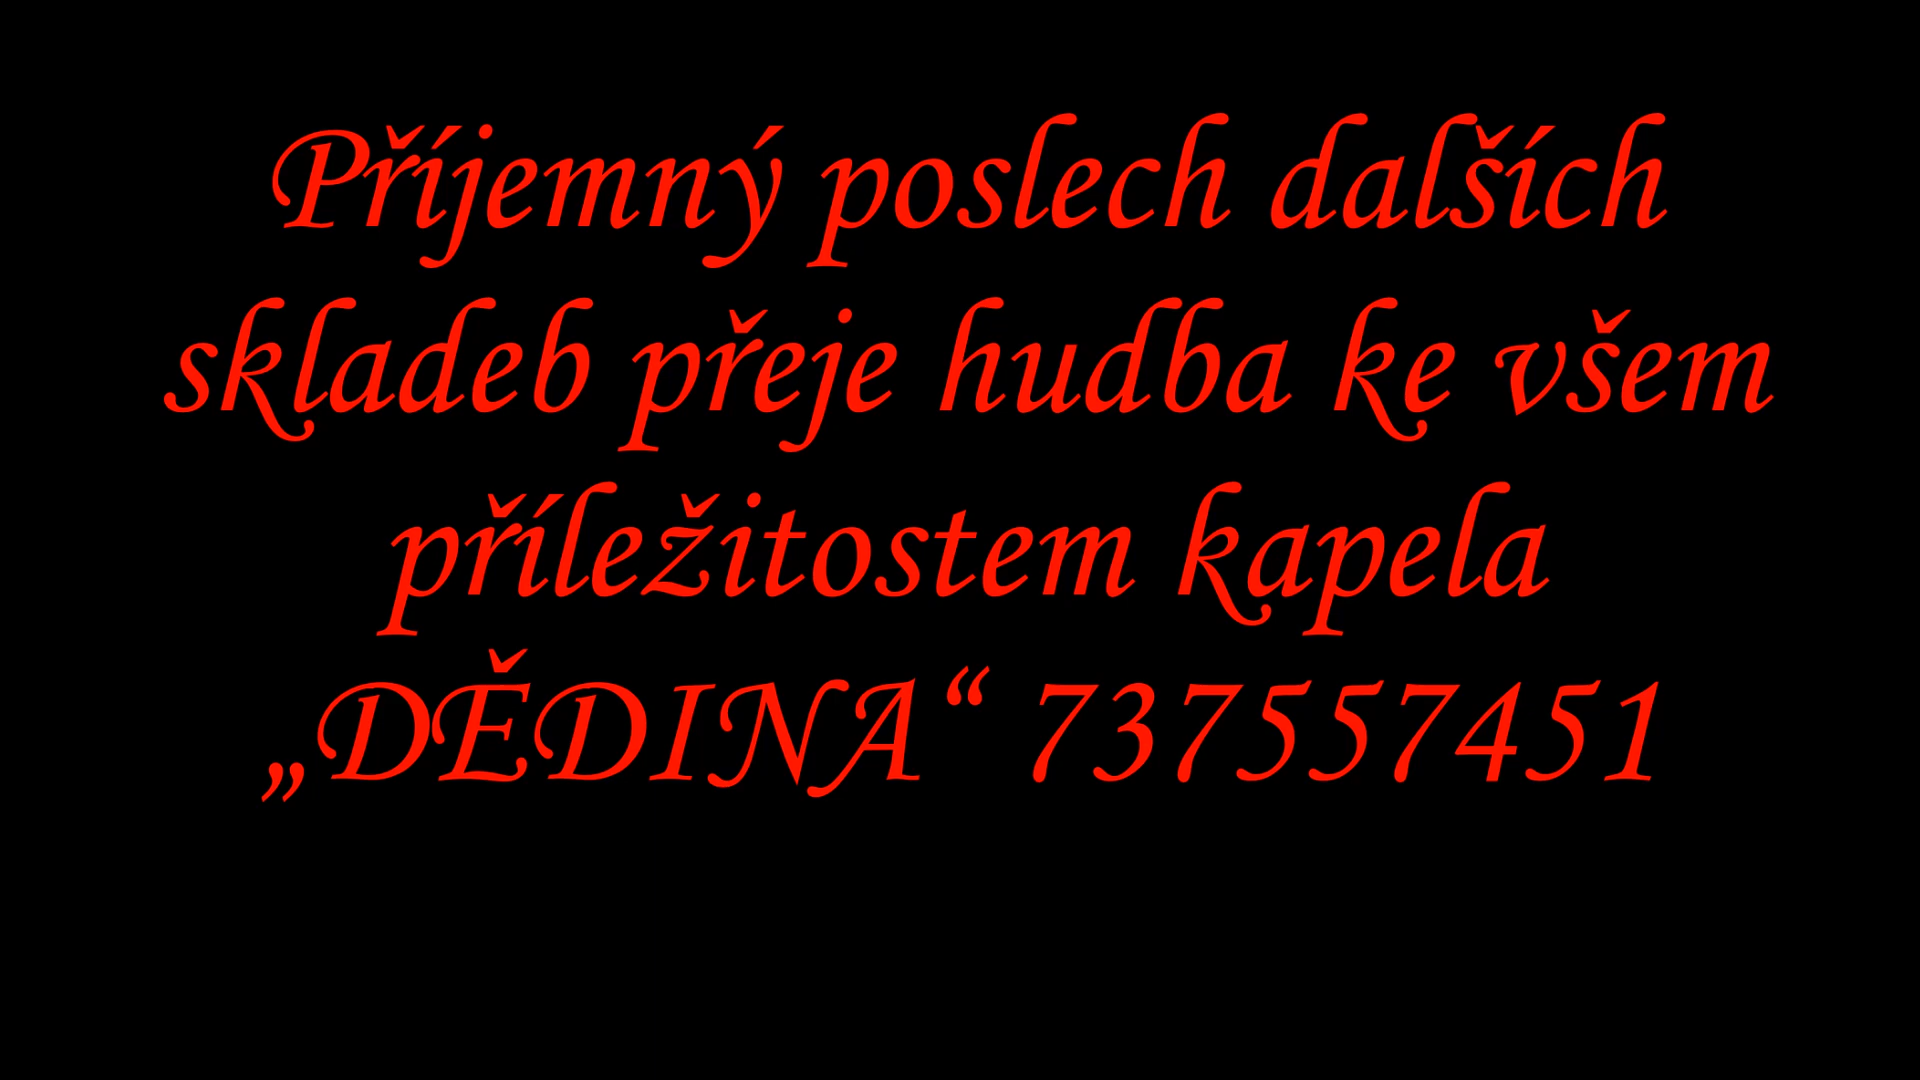 Příjemný poslech dalších
skladeb přeje hudba ke všem
příležitostem kapela
„DĚDINA“ 737557451